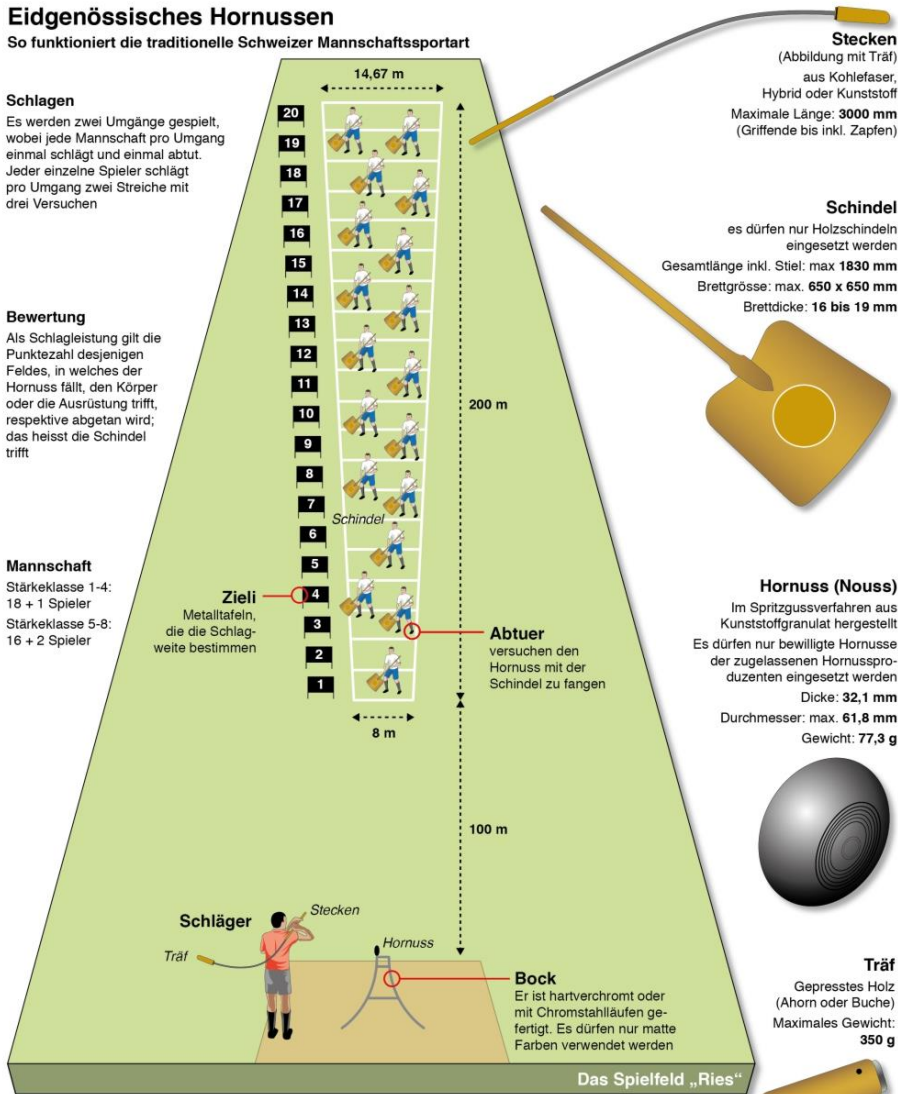 Eidgenössisches Hornussen
So funktioniert die traditionelle Schweizer Mannschaftssportart
Schlagen
Es werden zwei Umgänge gespielt,
wobei jede Mannschaft pro Umgang
einmal schlägt und einmal abtut.
Jeder einzelne Spieler schlägt
pro Umgang zwei Streiche mit
drei Versuchen
Bewertung
Als Schlagleistung gilt die
Punktezahl desjenigen
Feldes, in welches der
Hornuss fällt, den Körper
oder die Ausrüstung trifft,
respektive abgetan wird;
das heisst die Schindel
trifft
Mannschaft
Stärkeklasse 1-4:
18 + 1 Spieler
Stärkeklasse 5-8:
16 + 2 Spieler
14,67 m
20
19
18
17
16
15
14
13
12
11
10
9
8
7
6
5
4
3
2
1
Schindel
Zieli
Metalltafeln,
die die Schlag-
weite bestimmen
Abtuer
versuchen den
Hornuss mit der
Schindel zu fangen
200 m
8 m
100 m
Schläger
Stecken
Träf
Hornuss
Bock
Er ist hartverchromt oder
mit Chromstahlläufen ge-
fertigt. Es dürfen nur matte
Farben verwendet werden
Das Spielfeld „Ries“
Stecken
(Abbildung mit Träf)
aus Kohlefaser,
Hybrid oder Kunststoff
Maximale Länge: 3000 mm
(Griffende bis inkl. Zapfen)
Schindel
es dürfen nur Holzschindeln
eingesetzt werden
Gesamtlänge inkl. Stiel: max 1830 mm
Brettgrösse: max. 650 x 650 mm
Brettdicke: 16 bis 19 mm
Hornuss (Nouss)
Im Spritzgussverfahren aus
Kunststoffgranulat hergestellt
Es dürfen nur bewilligte Hornusse
der zugelassenen Hornusspro-
duzenten eingesetzt werden
Dicke: 32,1 mm
Durchmesser: max. 61,8 mm
Gewicht: 77,3 g
Träf
Gepresstes Holz
(Ahorn oder Buche)
Maximales Gewicht:
350 g